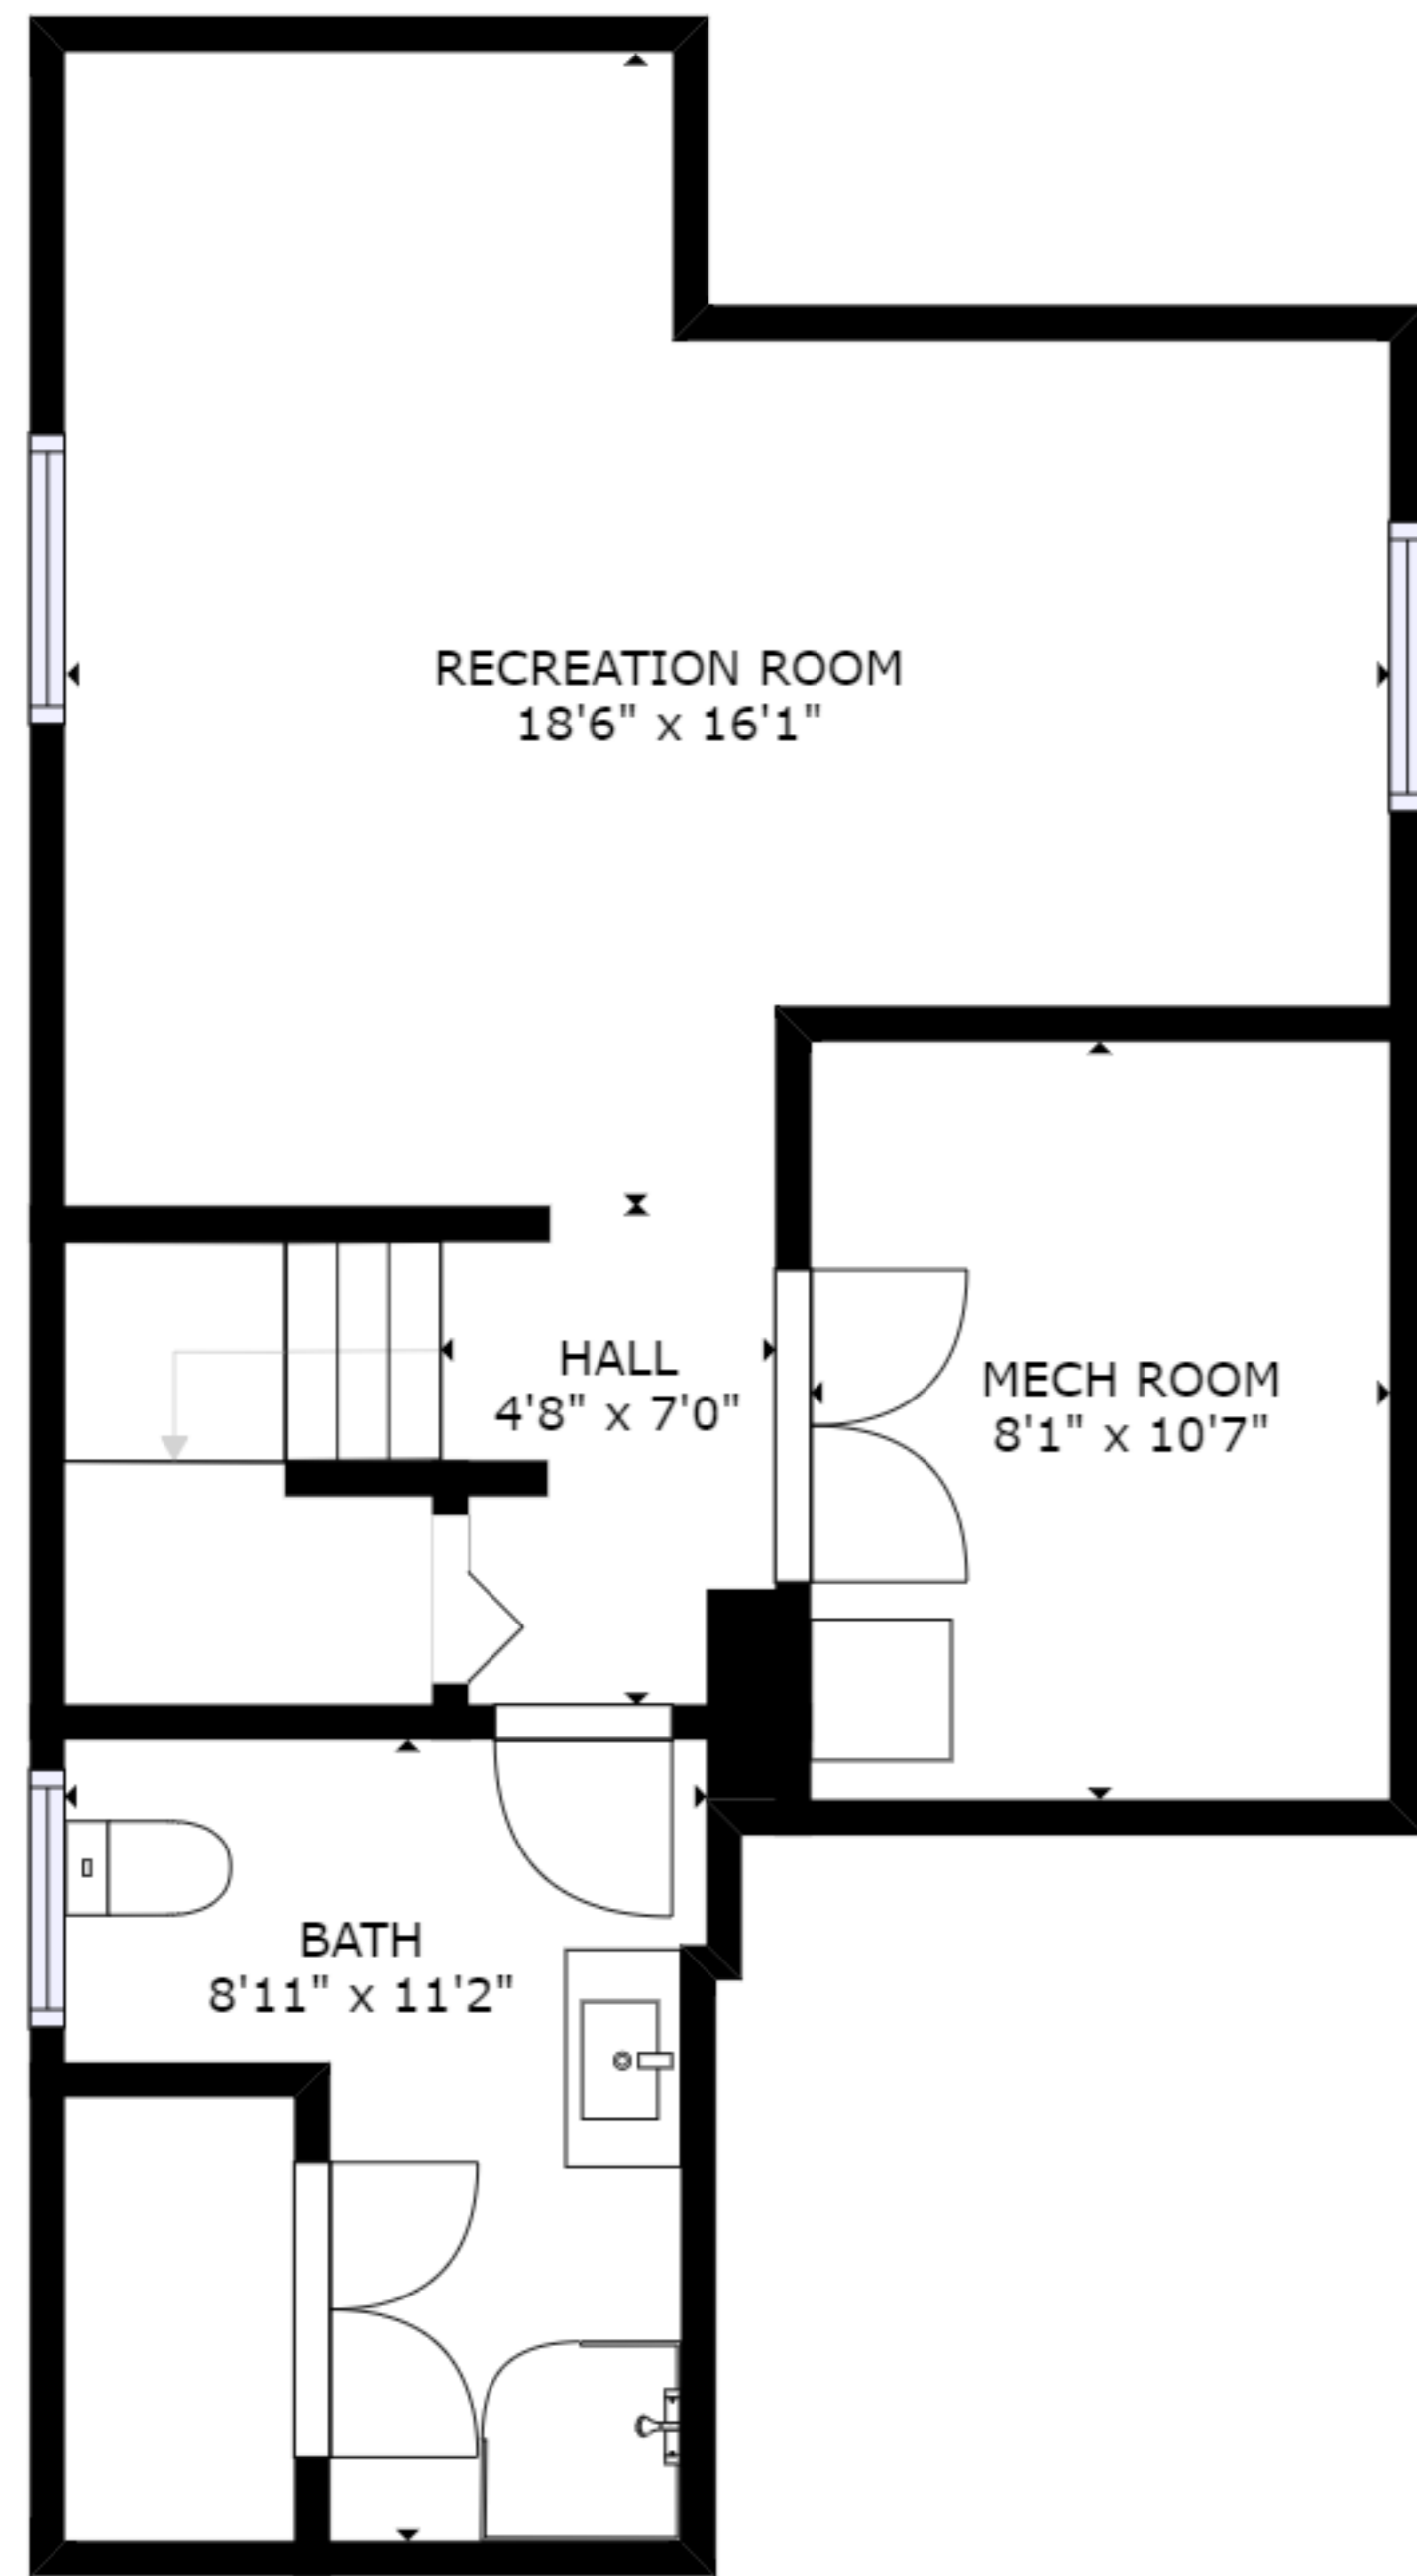 RECREATION ROOM
18'6" x 16'1"
HALL
4'8" x 7'0"
MECH ROOM
8'1" x 10'7"
BATH
8'11" x 11'2"